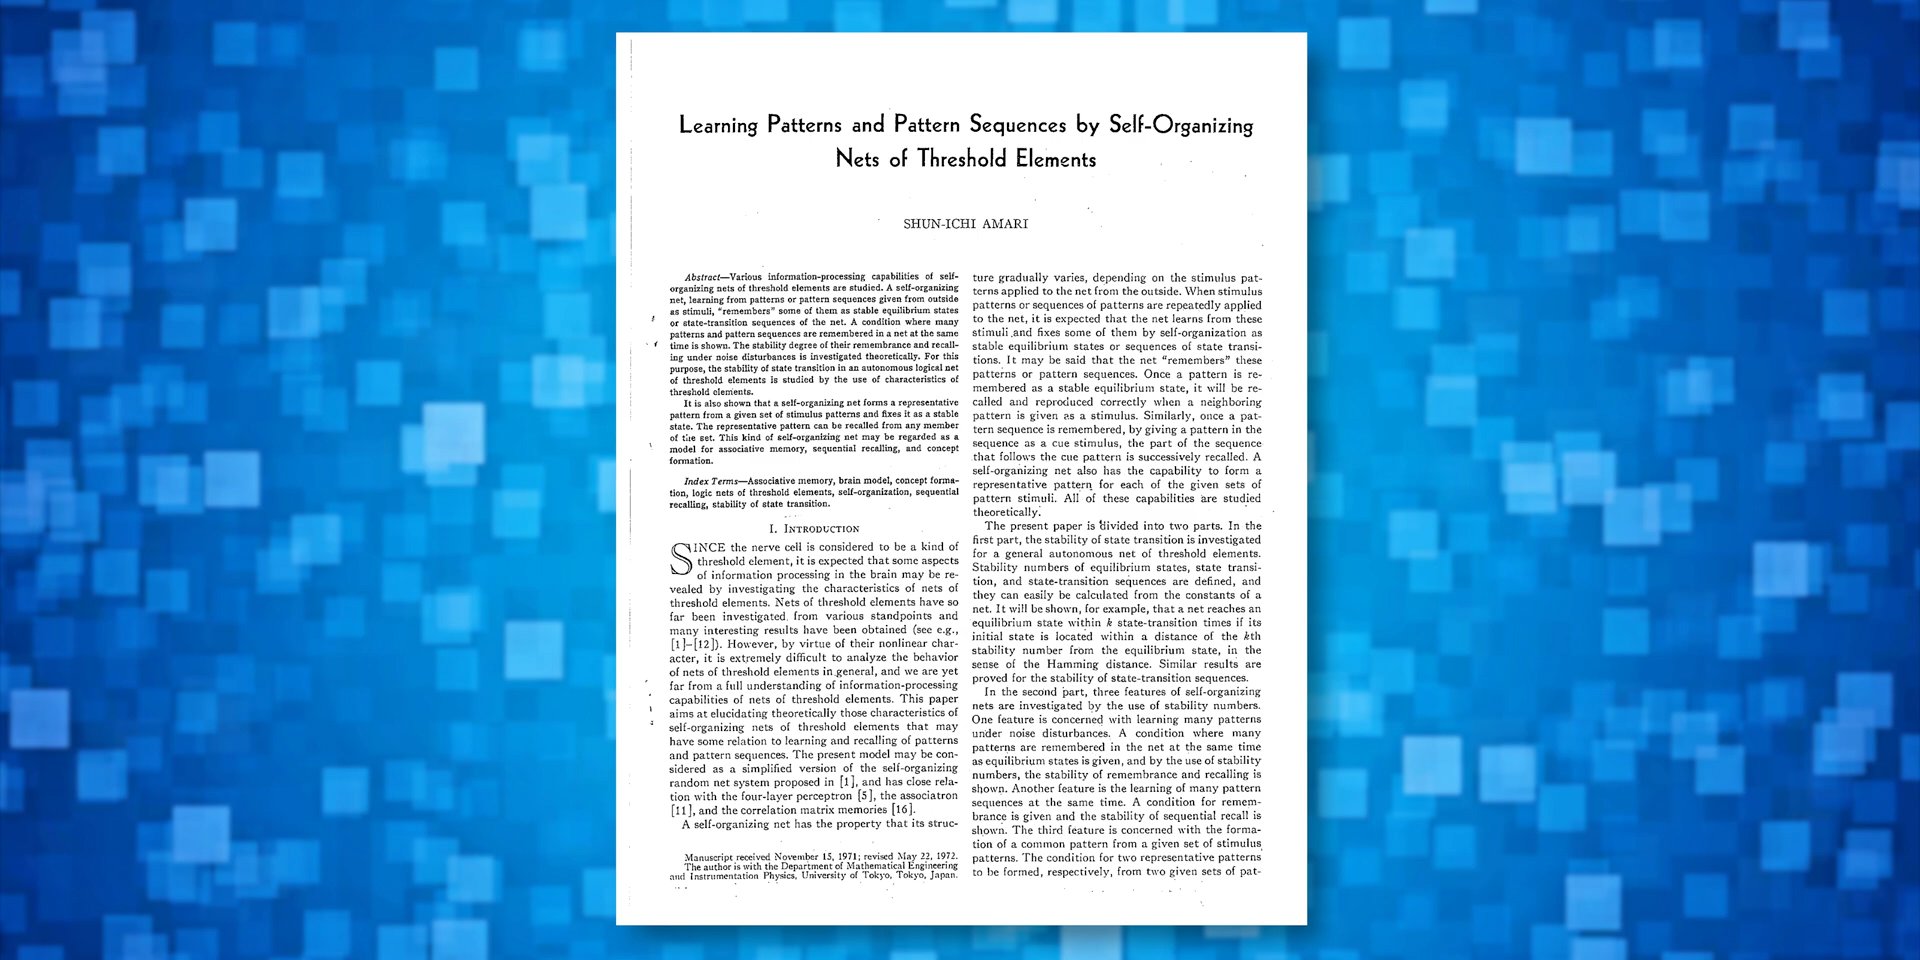 Learning Patterns and Pattern Sequences by Self-Organizing
Nets of Threshold Elements
SHUN-ICHI AMARI
Abstract—Various information-processing capabilities of self-
organizing nets of threshold elements are studied. A self-organizing
net, learning from patterns or pattern sequences given from outside
as stimuli, "remembers" some of them as stable equilibrium states
or state-transition sequences of the net. A condition where many
patterns and pattern sequences are remembered in a net at the same
time is shown. The stability degree of their remembrance and recall-
ing under noise disturbances is investigated theoretically. For this
purpose, the stability of state transition in an autonomous logical net
of threshold elements is studied by the use of characteristics of
threshold elements.
It is also shown that a self-organizing net forms a representative
pattern from a given set of stimulus patterns and fixes it as a stable
state. The representative pattern can be recalled from any member
of the set. This kind of self-organizing net may be regarded as a
model for associative memory, sequential recalling, and concept
formation.
Index Terms—Associative memory, brain model, concept forma-
tion, logic nets of threshold elements, self-organization, sequential
recalling, stability of state transition.
I. INTRODUCTION
SINCE the nerve cell is considered to be a kind of
threshold element, it is expected that some aspects
of information processing in the brain may be re-
vealed by investigating the characteristics of nets of
threshold elements. Nets of threshold elements have so
far been investigated from various standpoints and
many interesting results have been obtained (see e.g.,
[1]–[12]). However, by virtue of their nonlinear char-
acter, it is extremely difficult to analyze the behavior
of nets of threshold elements in general, and we are yet
far from a full understanding of information-processing
capabilities of nets of threshold elements. This paper
aims at elucidating theoretically those characteristics of
self-organizing nets of threshold elements that may
have some relation to learning and recalling of patterns
and pattern sequences. The present model may be con-
sidered as a simplified version of the self-organizing
random net system proposed in [1], and has close rela-
tion with the four-layer perceptron [5], the associatron
[11], and the correlation matrix memories [16].
A self-organizing net has the property that its struc-
Manuscript received November 15, 1971; revised May 22, 1972.
The author is with the Department of Mathematical Engineering
and Instrumentation Physics, University of Tokyo, Tokyo, Japan.
ture gradually varies, depending on the stimulus pat-
terns applied to the net from the outside. When stimulus
patterns or sequences of patterns are repeatedly applied
to the net, it is expected that the net learns from these
stimuli and fixes some of them by self-organization as
stable equilibrium states or sequences of state transi-
tions. It may be said that the net "remembers" these
patterns or pattern sequences. Once a pattern is re-
membered as a stable equilibrium state, it will be re-
called and reproduced correctly when a neighboring
pattern is given as a stimulus. Similarly, once a pat-
tern sequence is remembered, by giving a pattern in the
sequence as a cue stimulus, the part of the sequence
that follows the cue pattern is successively recalled. A
self-organizing net also has the capability to form a
representative pattern for each of the given sets of
pattern stimuli. All of these capabilities are studied
theoretically.
The present paper is divided into two parts. In the
first part, the stability of state transition is investigated
for a general autonomous net of threshold elements.
Stability numbers of equilibrium states, state transi-
tion, and state-transition sequences are defined, and
they can easily be calculated from the constants of a
net. It will be shown, for example, that a net reaches an
equilibrium state within k state-transition times if its
initial state is located within a distance of the kth
stability number from the equilibrium state, in the
sense of the Hamming distance. Similar results are
proved for the stability of state-transition sequences.
In the second part, three features of self-organizing
nets are investigated by the use of stability numbers.
One feature is concerned with learning many patterns
under noise disturbances. A condition where many
patterns are remembered in the net at the same time
as equilibrium states is given, and by the use of stability
numbers, the stability of remembrance and recalling is
shown. Another feature is the learning of many pattern
sequences at the same time. A condition for remem-
brance is given and the stability of sequential recall is
shown. The third feature is concerned with the forma-
tion of a common pattern from a given set of stimulus
patterns. The condition for two representative patterns
to be formed, respectively, from two given sets of pat-